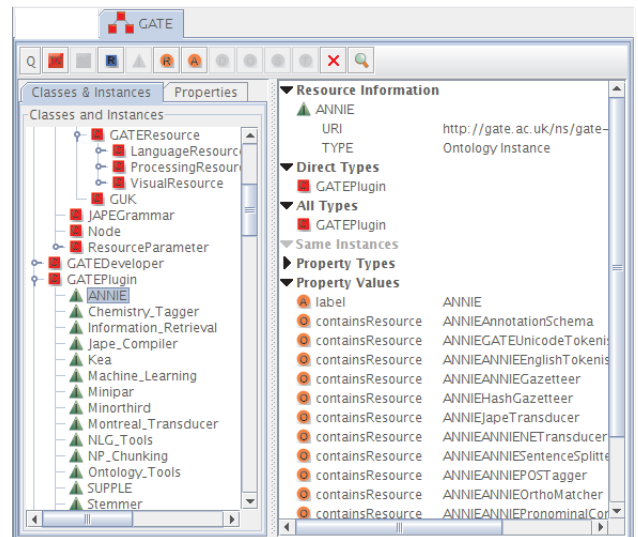 GATE
Q R R A O O O O
Classes & Instances Properties
Classes and Instances
GATEResource
LanguageResourc
ProcessingResour
VisualResource
GUK
JAPEGrammar
Node
ResourceParameter
GATEDeveloper
GATEPlugin
ANNIE
Chemistry_Tagger
Information_Retrieval
Jape_Compiler
Kea
Machine_Learning
Minipar
Minorthird
Montreal_Transducer
NLG_Tools
NP_Chunking
Ontology_Tools
SUPPLE
Stemmer
Resource Information
ANNIE
URI http://gate.ac.uk/ns/gate-
TYPE Ontology Instance
Direct Types
GATEPlugin
All Types
GATEPlugin
Same Instances
Property Types
Property Values
A label ANNIE
O containsResource ANNIEAnnotationSchema
O containsResource ANNIEGATEUnicodeTokenis
O containsResource ANNIEANNIEEnglishTokenis
O containsResource ANNIEANNIEGazetteer
O containsResource ANNIEHashGazetteer
O containsResource ANNIEJapeTransducer
O containsResource ANNIEANNIENETransducer
O containsResource ANNIEANNIESentenceSplitte
O containsResource ANNIEANNIEPOSTagger
O containsResource ANNIEANNIEOrthoMatcher
O containsResource ANNIEANNIEPronominalCor